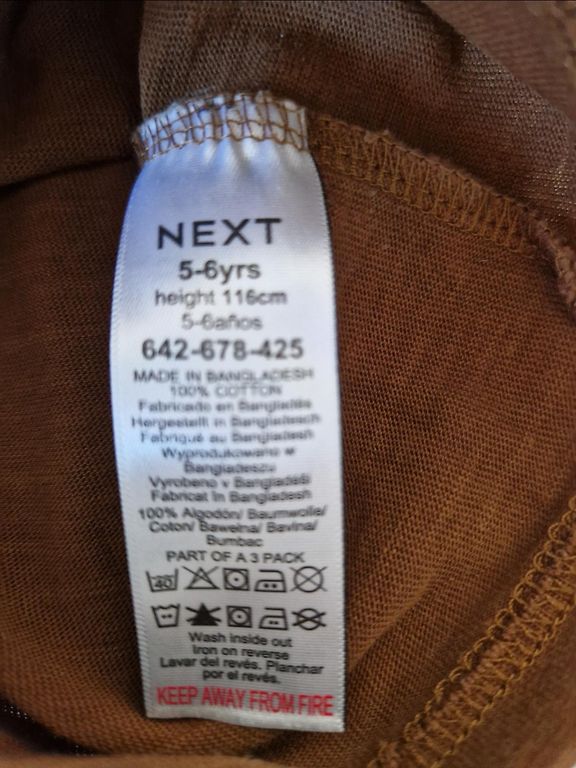 NEXT
5-6yrs
height 116cm
5-6años
642-678-425
MADE IN BANGLADESH
100% COTTON
Fabricado en Bangladés
Hergestellt in Bangladesch
Fabriqué au Bangladesh
Wyprodukowano w
Bangladeszu
Vyrobeno v Bangladéši
Fabricat în Bangladesh
100% Algodón/ Baumwolle/
Coton/ Bawełna/ Bavlna/
Bumbac
PART OF A 3 PACK
40
Wash inside out
Iron on reverse
Lavar del revés. Planchar
por el revés.
KEEP AWAY FROM FIRE